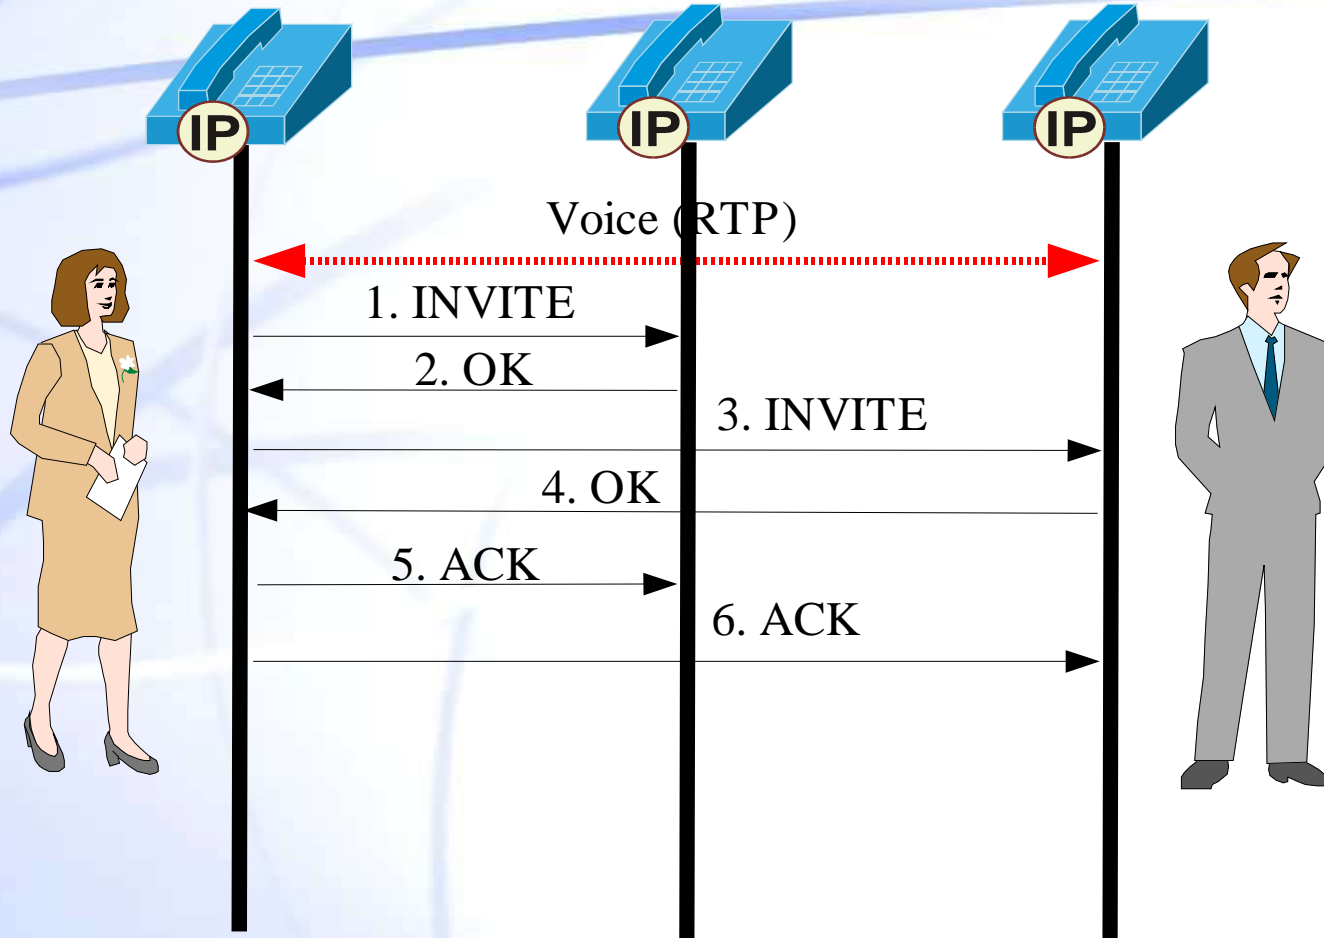 IP
IP
IP
Voice (RTP)
1. INVITE
2. OK
3. INVITE
4. OK
5. ACK
6. ACK